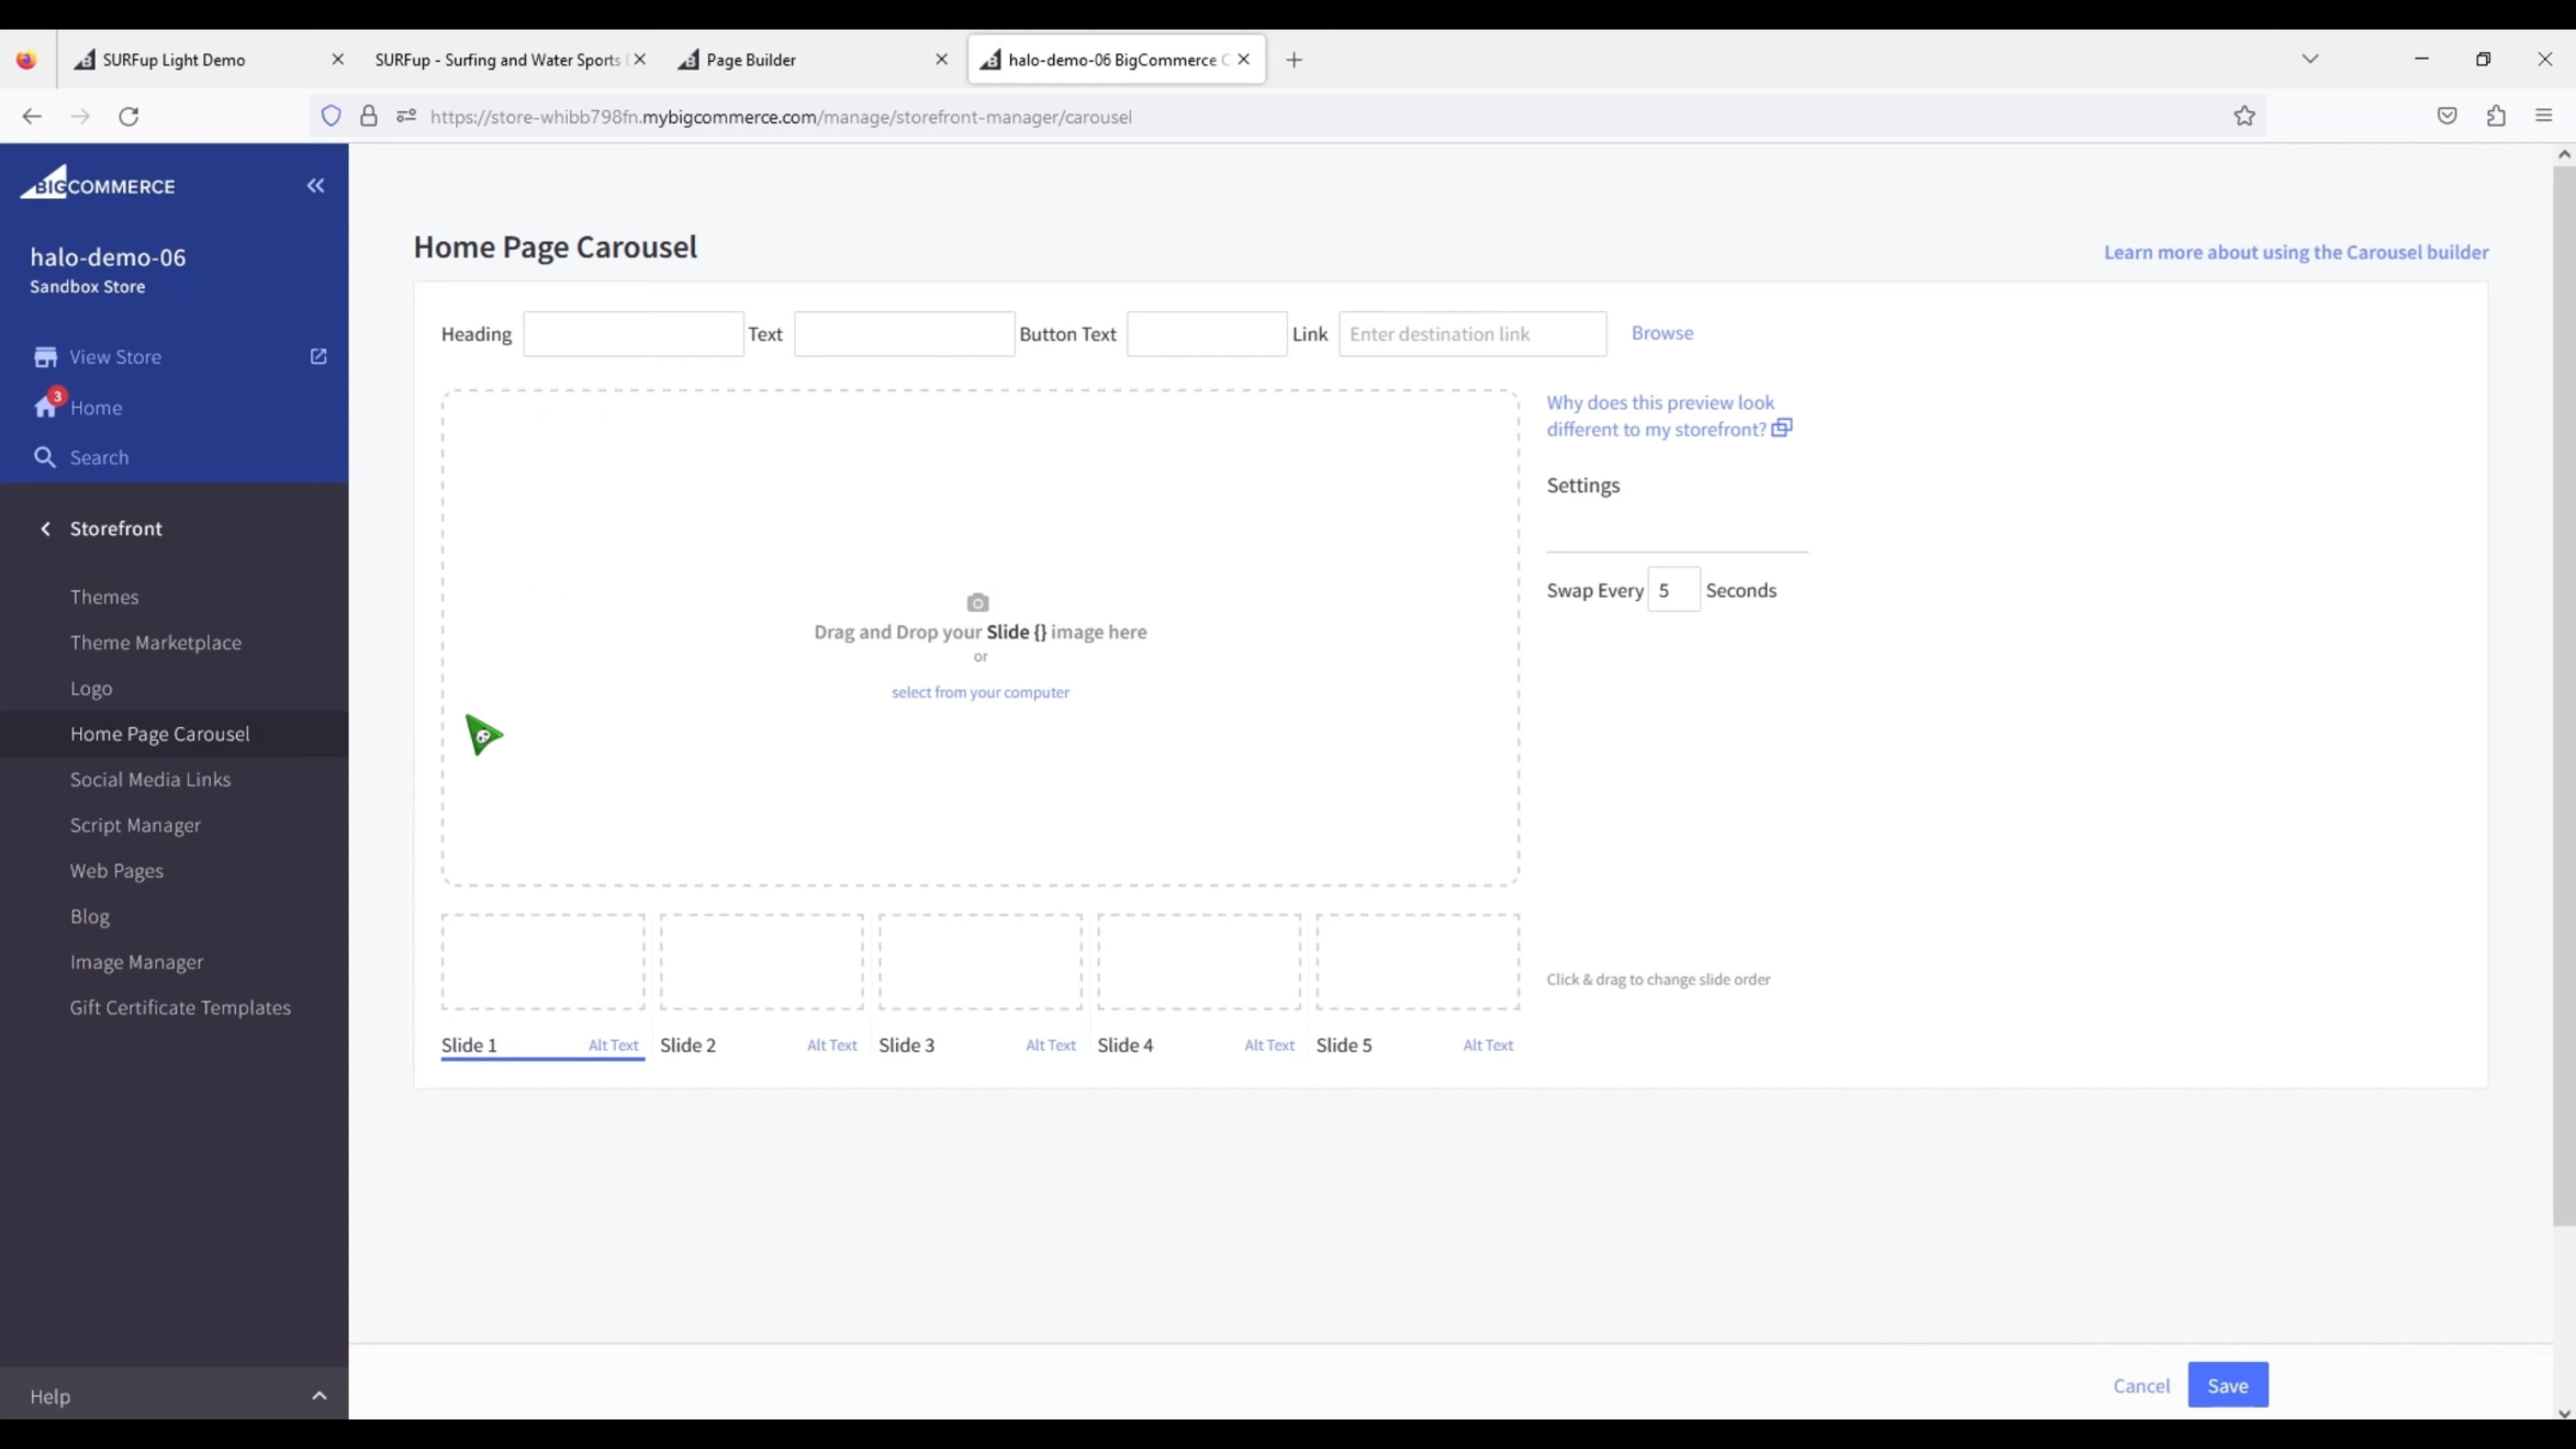 SURFup Light Demo
SURFup - Surfing and Water Sports
Page Builder
halo-demo-06 BigCommerce C
https://store-whibb798fn.mybigcommerce.com/manage/storefront-manager/carousel
BIGCOMMERCE
halo-demo-06
Sandbox Store
View Store
3
Home
Search
Storefront
Themes
Theme Marketplace
Logo
Home Page Carousel
Social Media Links
Script Manager
Web Pages
Blog
Image Manager
Gift Certificate Templates
Help
Home Page Carousel
Learn more about using the Carousel builder
Heading Text Button Text Link Enter destination link Browse
Why does this preview look
different to my storefront?
Settings
Swap Every 5 Seconds
Drag and Drop your Slide {} image here
or
select from your computer
Click & drag to change slide order
Slide 1 Alt Text Slide 2 Alt Text Slide 3 Alt Text Slide 4 Alt Text Slide 5 Alt Text
Cancel Save